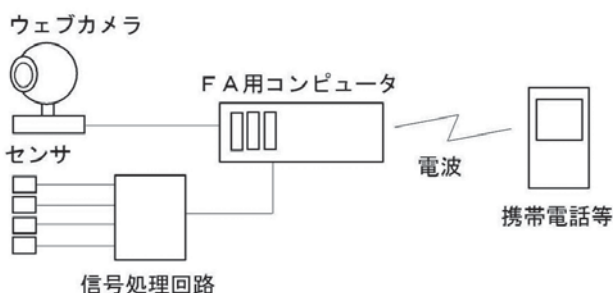 ウェブカメラ
FA用コンピュータ
センサ
電波
携帯電話等
信号処理回路